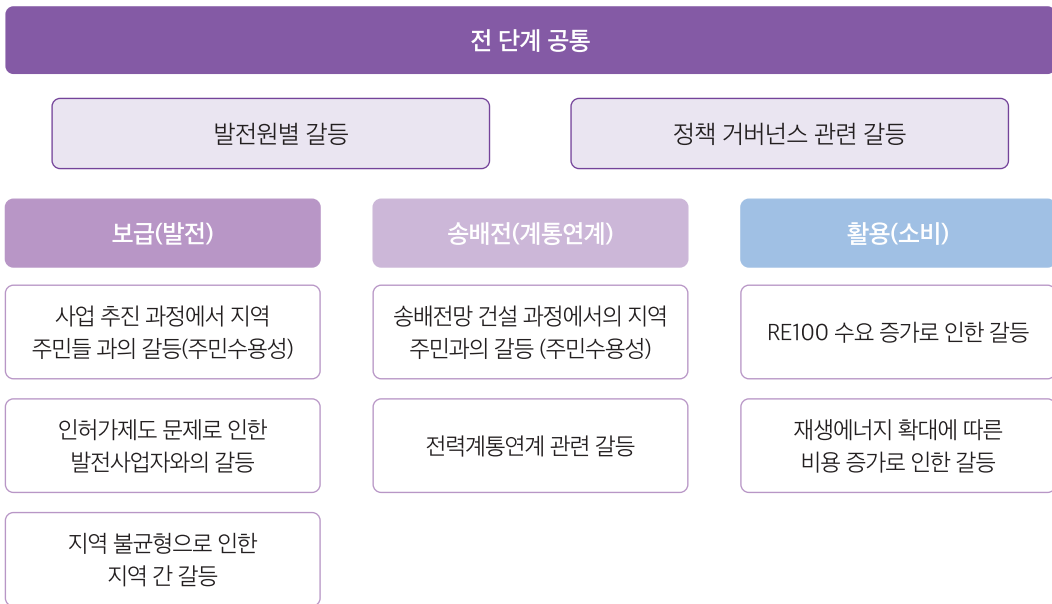 전 단계 공통
발전원별 갈등
정책 거버넌스 관련 갈등
보급(발전)
사업 추진 과정에서 지역
주민들 과의 갈등(주민수용성)
인허가제도 문제로 인한
발전사업자와의 갈등
지역 불균형으로 인한
지역 간 갈등
송배전(계통연계)
송배전망 건설 과정에서의 지역
주민과의 갈등 (주민수용성)
전력계통연계 관련 갈등
활용(소비)
RE100 수요 증가로 인한 갈등
재생에너지 확대에 따른
비용 증가로 인한 갈등